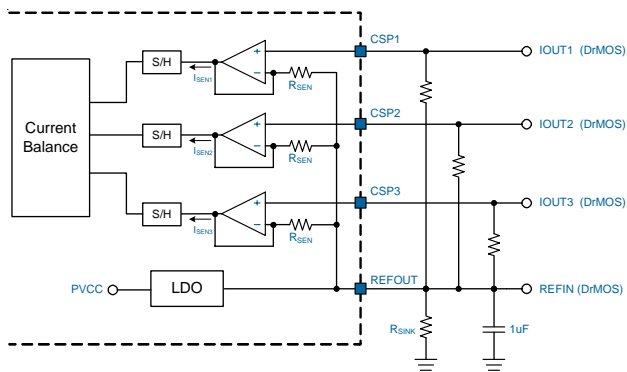 CSP1
IOUT1 (DrMOS)
S/H
ISEN1
RSEN
CSP2
IOUT2 (DrMOS)
Current
Balance
S/H
ISEN2
RSEN
CSP3
IOUT3 (DrMOS)
S/H
ISEN3
RSEN
REFOUT
PVCC
LDO
REFIN (DrMOS)
RSINK
1uF